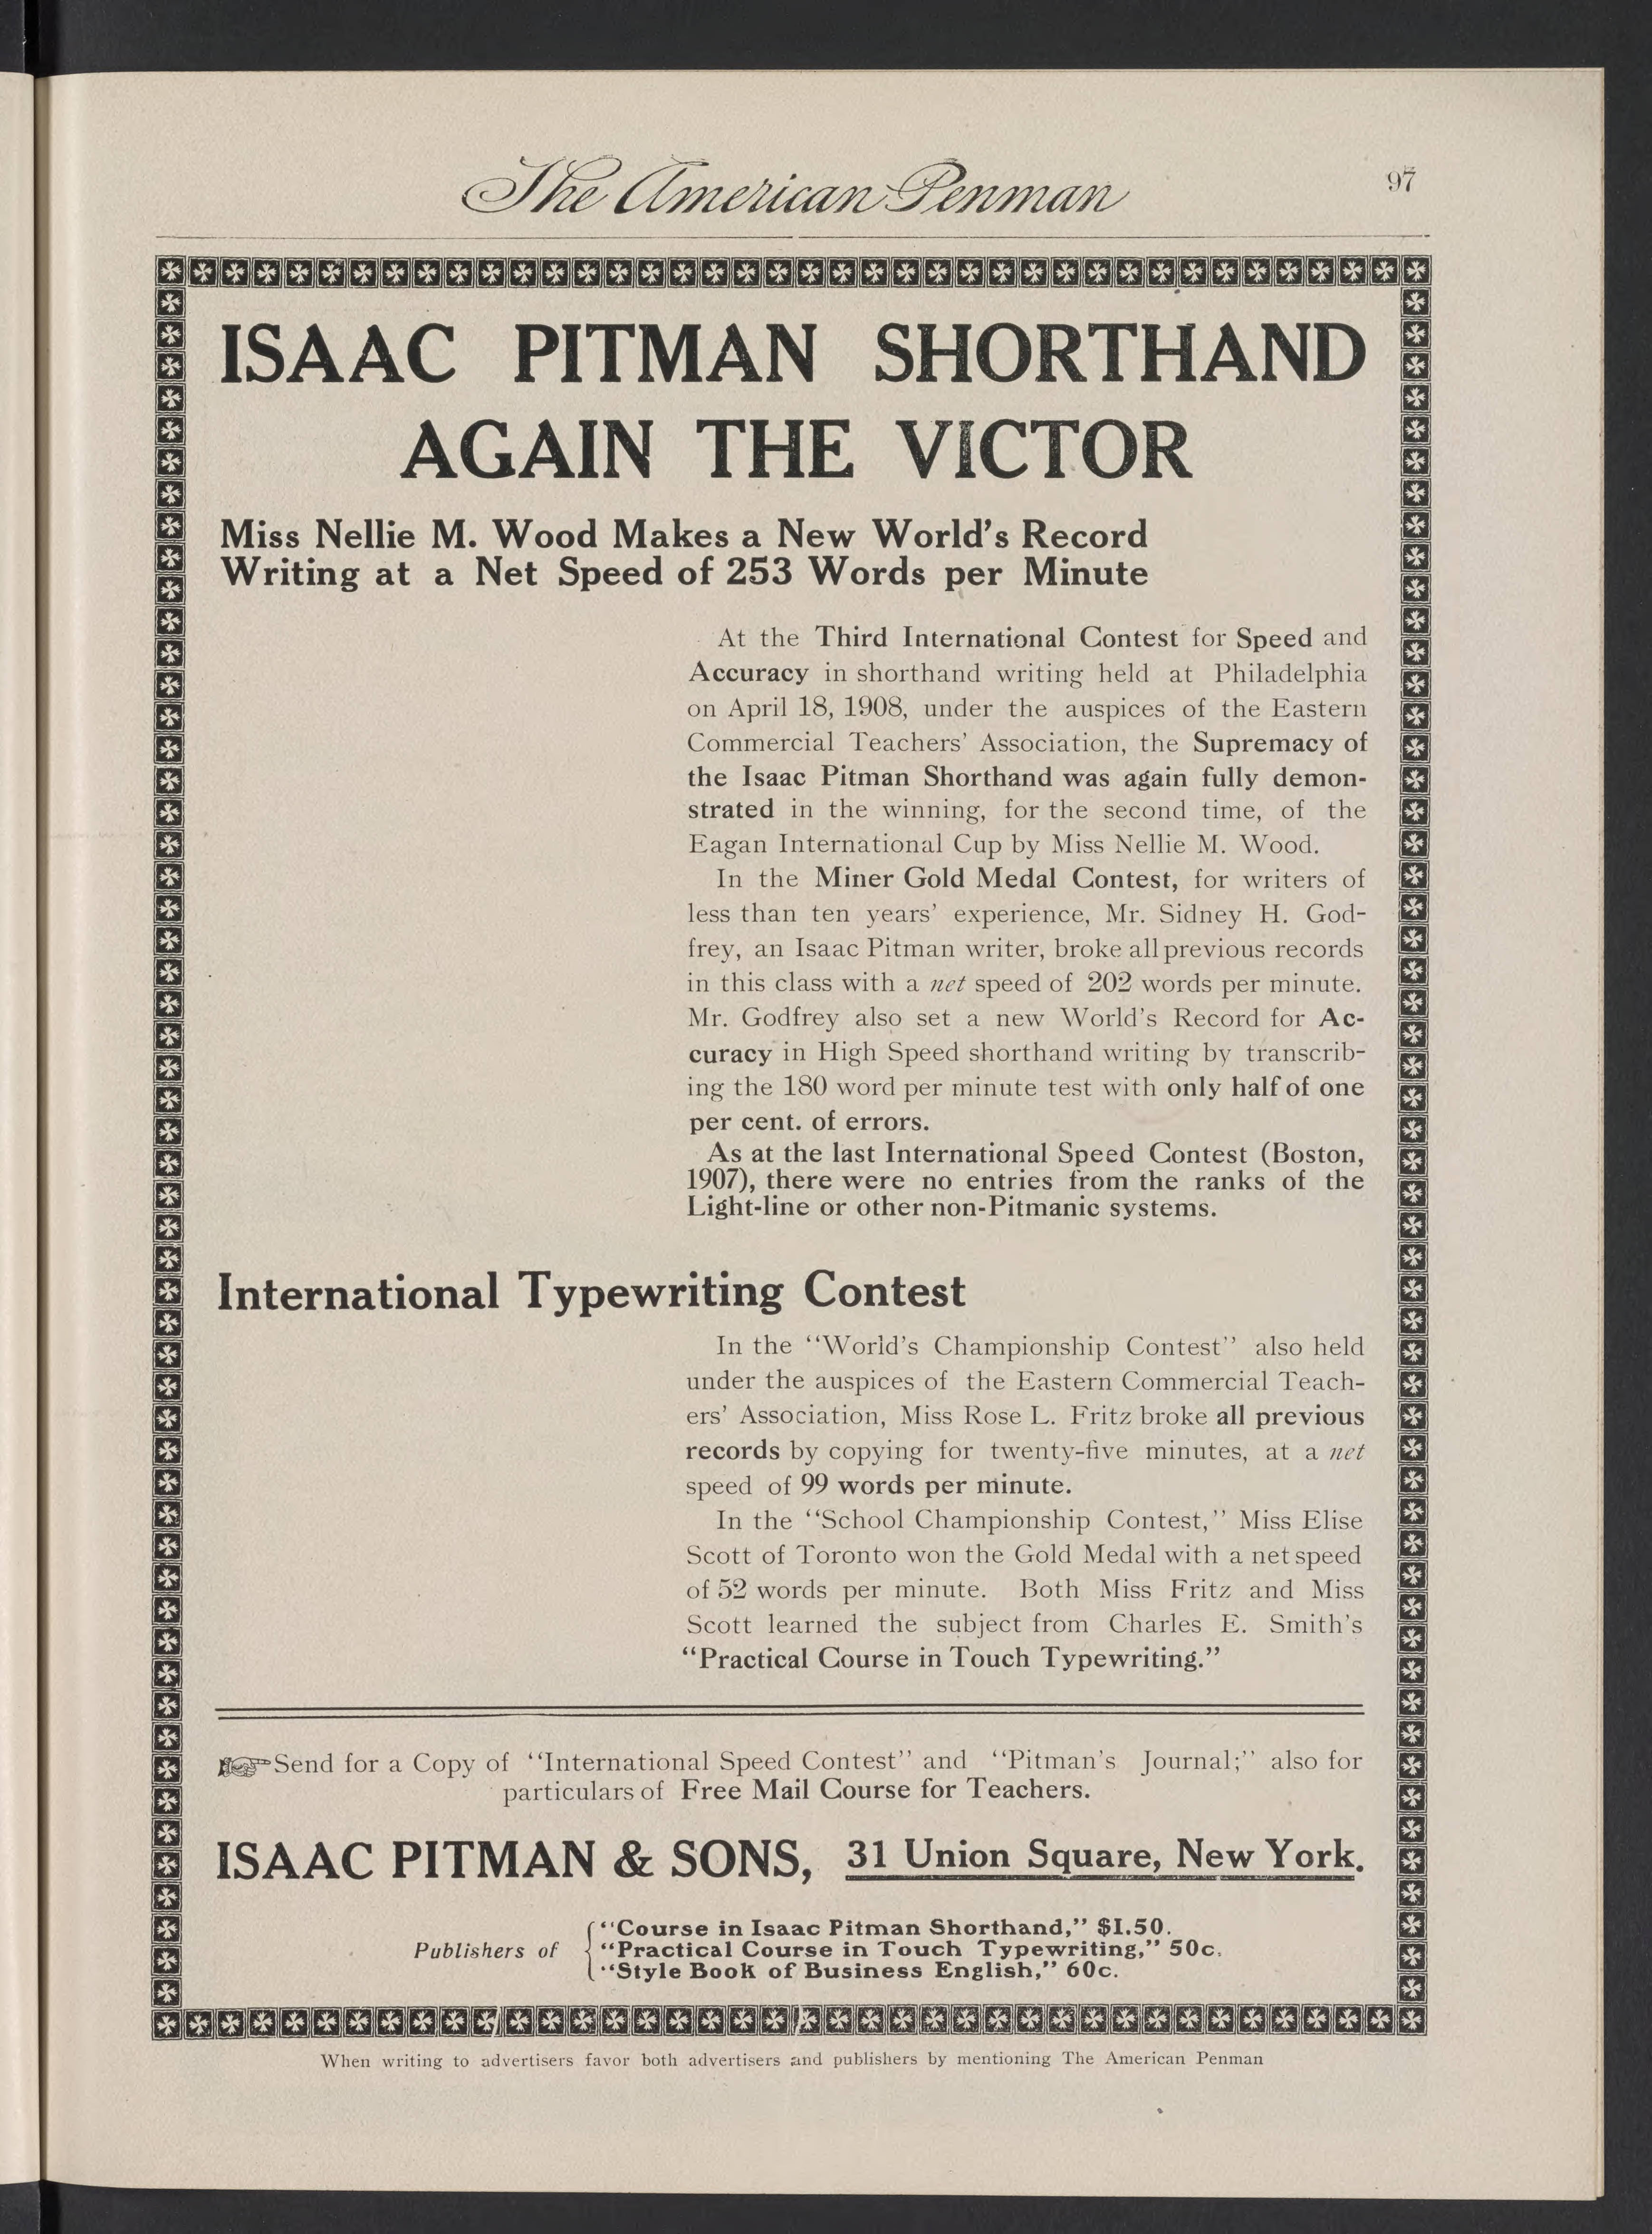 The American Penman
97
ISAAC PITMAN SHORTHAND
AGAIN THE VICTOR
Miss Nellie M. Wood Makes a New World's Record
Writing at a Net Speed of 253 Words per Minute
At the Third International Contest for Speed and
Accuracy in shorthand writing held at Philadelphia
on April 18, 1908, under the auspices of the Eastern
Commercial Teachers' Association, the Supremacy of
the Isaac Pitman Shorthand was again fully demon-
strated in the winning, for the second time, of the
Eagan International Cup by Miss Nellie M. Wood.
In the Miner Gold Medal Contest, for writers of
less than ten years' experience, Mr. Sidney H. God-
frey, an Isaac Pitman writer, broke all previous records
in this class with a net speed of 202 words per minute.
Mr. Godfrey also set a new World's Record for Ac-
curacy in High Speed shorthand writing by transcrib-
ing the 180 word per minute test with only half of one
per cent. of errors.
As at the last International Speed Contest (Boston,
1907), there were no entries from the ranks of the
Light-line or other non-Pitmanic systems.
International Typewriting Contest
In the "World's Championship Contest" also held
under the auspices of the Eastern Commercial Teach-
ers' Association, Miss Rose L. Fritz broke all previous
records by copying for twenty-five minutes, at a net
speed of 99 words per minute.
In the "School Championship Contest," Miss Elise
Scott of Toronto won the Gold Medal with a net speed
of 52 words per minute. Both Miss Fritz and Miss
Scott learned the subject from Charles E. Smith's
"Practical Course in Touch Typewriting."
☞Send for a Copy of "International Speed Contest" and "Pitman's Journal;" also for
particulars of Free Mail Course for Teachers.
ISAAC PITMAN & SONS, 31 Union Square, New York.
Publishers of
"Course in Isaac Pitman Shorthand," $1.50.
"Practical Course in Touch Typewriting," 50c.
"Style Book of Business English," 60c.
When writing to advertisers favor both advertisers and publishers by mentioning The American Penman